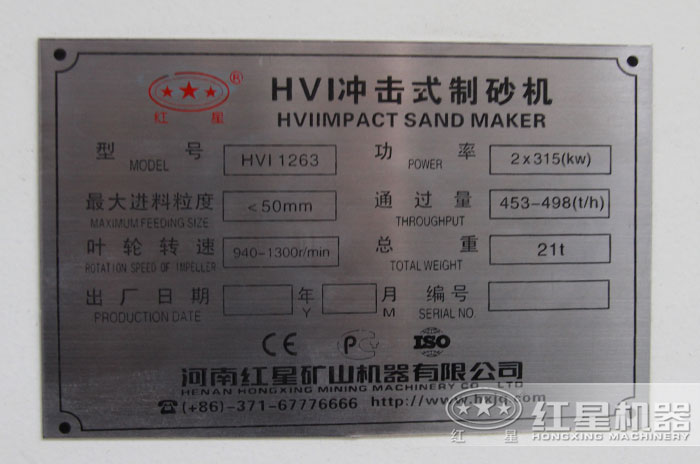 HVI冲击式制砂机
红星 ®
HVIIMPACT SAND MAKER
型号 HVI 1263 功率 2x315(kw)
MODEL POWER
最大进料粒度 <50mm 通过量 453-498(t/h)
MAXIMUM FEEDING SIZE THROUGHPUT
叶轮转速 940-1300r/min 总重 21t
ROTATION SPEED OF IMPELLER TOTAL WEIGHT
出厂日期 年 月 编号
PRODUCTION DATE Y M SERIAL NO
CE PC ISO
河南红星矿山机器有限公司
HENAN HONGXING MINING MACHINERY CO LTD
(+86)-371-67776666 http://www.hxjq.com
红星 红星机器
HONGXING MACHINERY